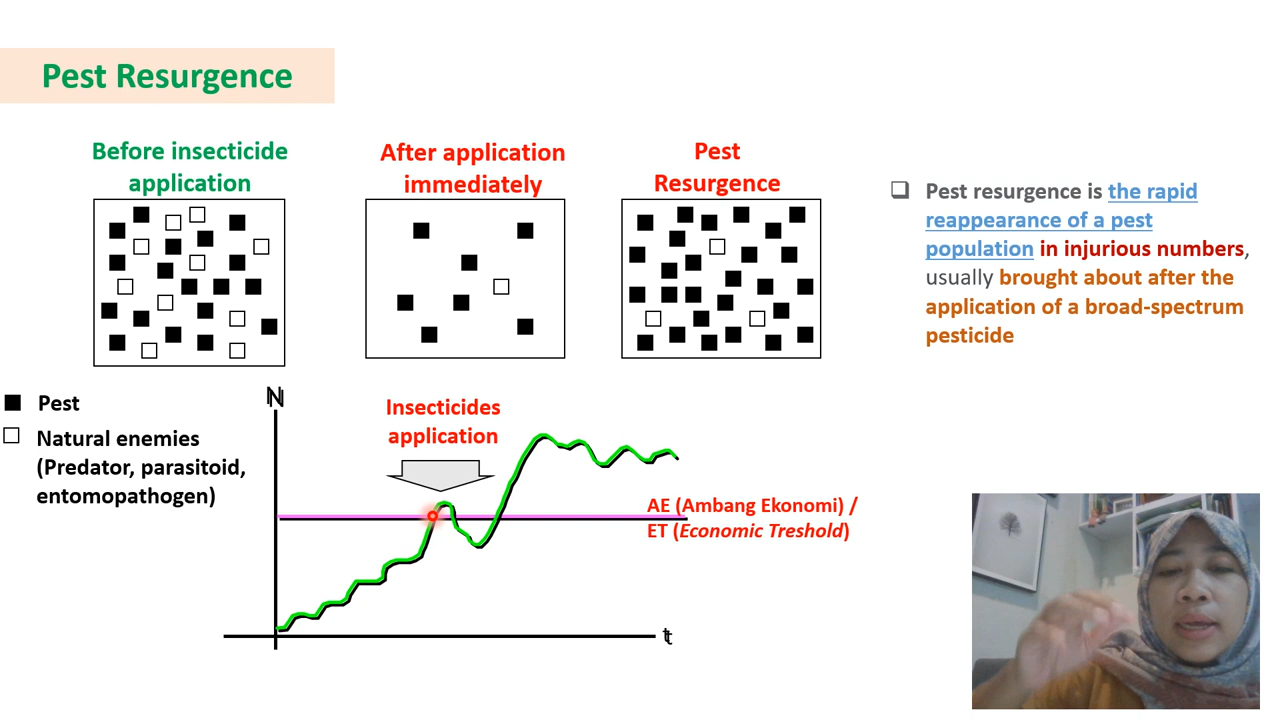 Pest Resurgence
Before insecticide
application
After application
immediately
Pest
Resurgence
Pest resurgence is the rapid
reappearance of a pest
population in injurious numbers,
usually brought about after the
application of a broad-spectrum
pesticide
Pest
Natural enemies
(Predator, parasitoid,
entomopathogen)
N
Insecticides
application
AE (Ambang Ekonomi) /
ET (Economic Treshold)
t